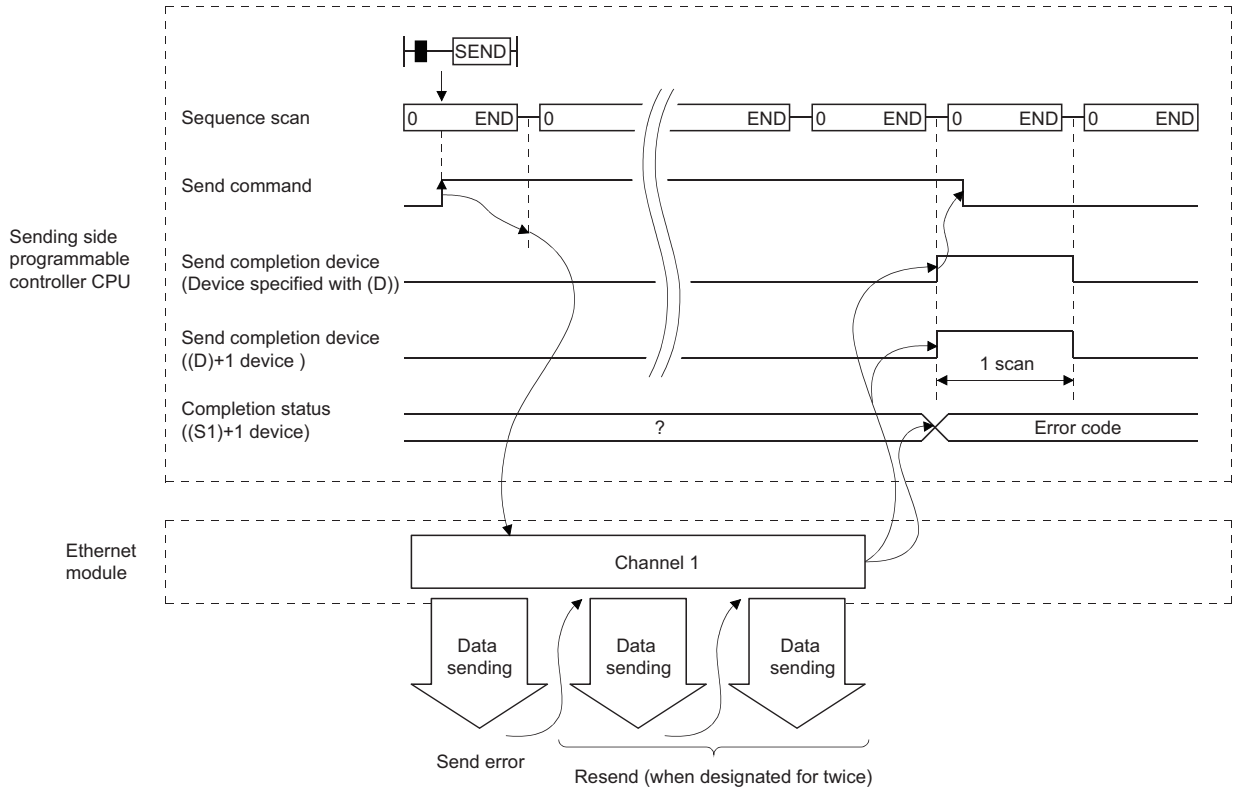 SEND
Sequence scan
0 END 0 END 0 END 0 END 0 END
Send command
Sending side
programmable
controller CPU
Send completion device
(Device specified with (D))
Send completion device
((D)+1 device )
1 scan
Completion status
((S1)+1 device)
?
Error code
Ethernet
module
Channel 1
Data
sending
Data
sending
Data
sending
Send error
Resend (when designated for twice)